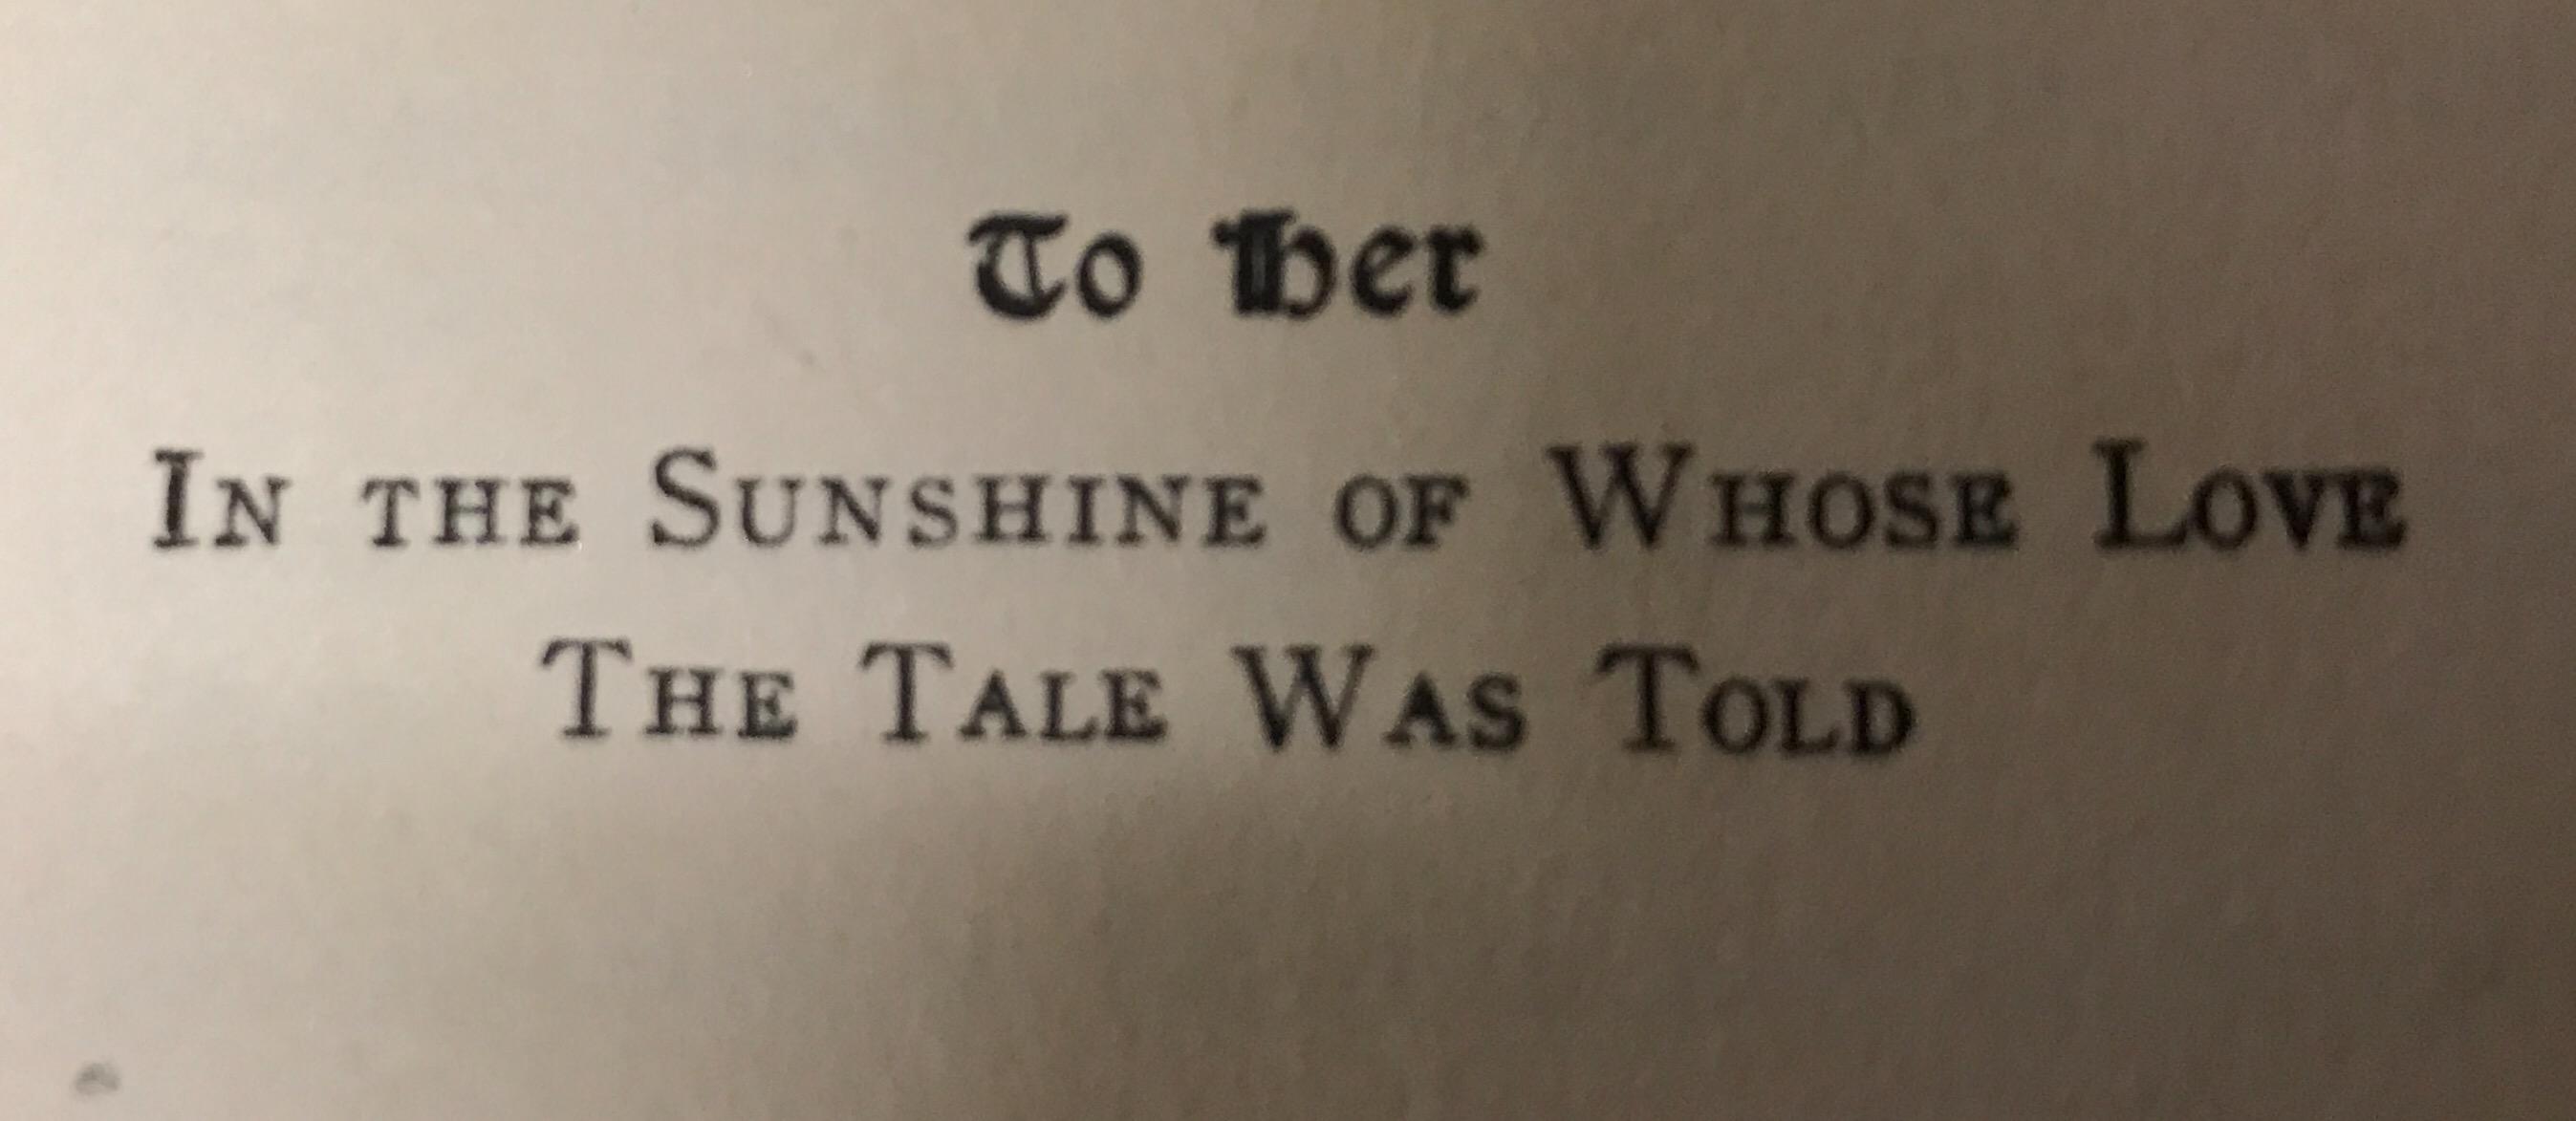 To Her
In the Sunshine of Whose Love
The Tale Was Told